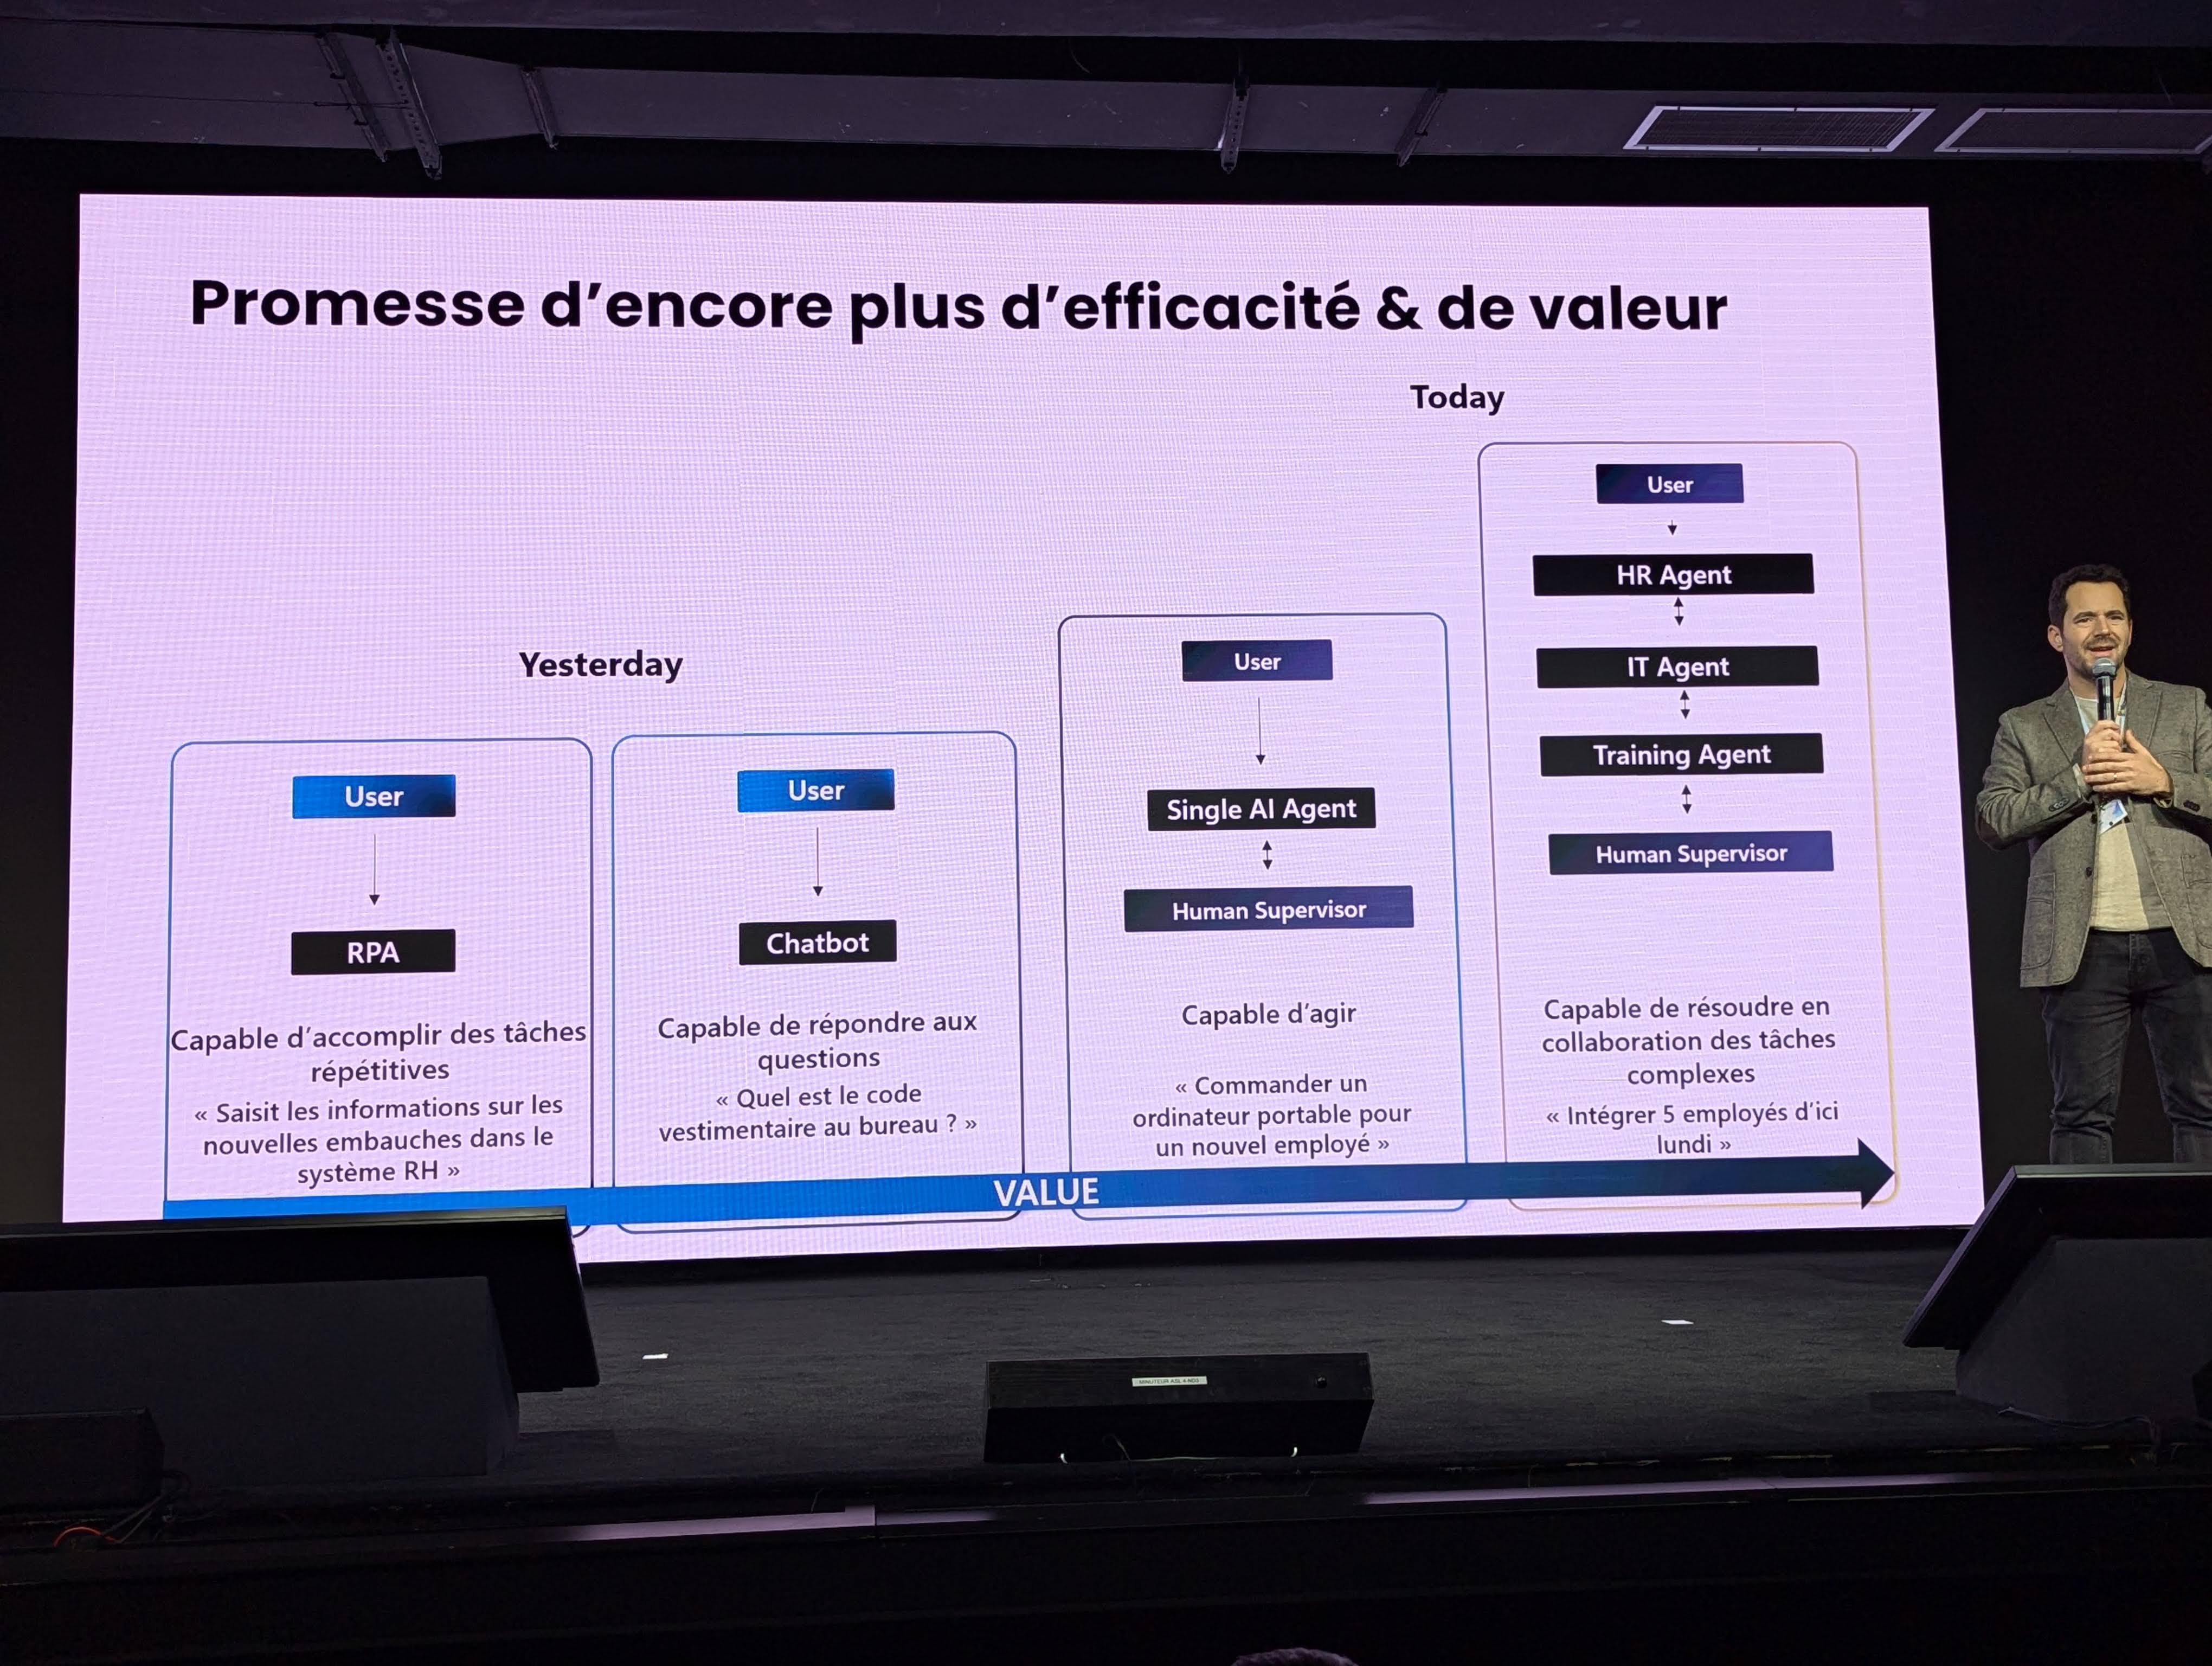 Promesse d'encore plus d'efficacité & de valeur
Yesterday
User
RPA
Capable d'accomplir des tâches
répétitives
« Saisit les informations sur les
nouvelles embauches dans le
système RH »
User
Chatbot
Capable de répondre aux
questions
« Quel est le code
vestimentaire au bureau ? »
Today
User
Single AI Agent
Human Supervisor
Capable d'agir
« Commander un
ordinateur portable pour
un nouvel employé »
User
HR Agent
IT Agent
Training Agent
Human Supervisor
Capable de résoudre en
collaboration des tâches
complexes
« Intégrer 5 employés d'ici
lundi »
VALUE